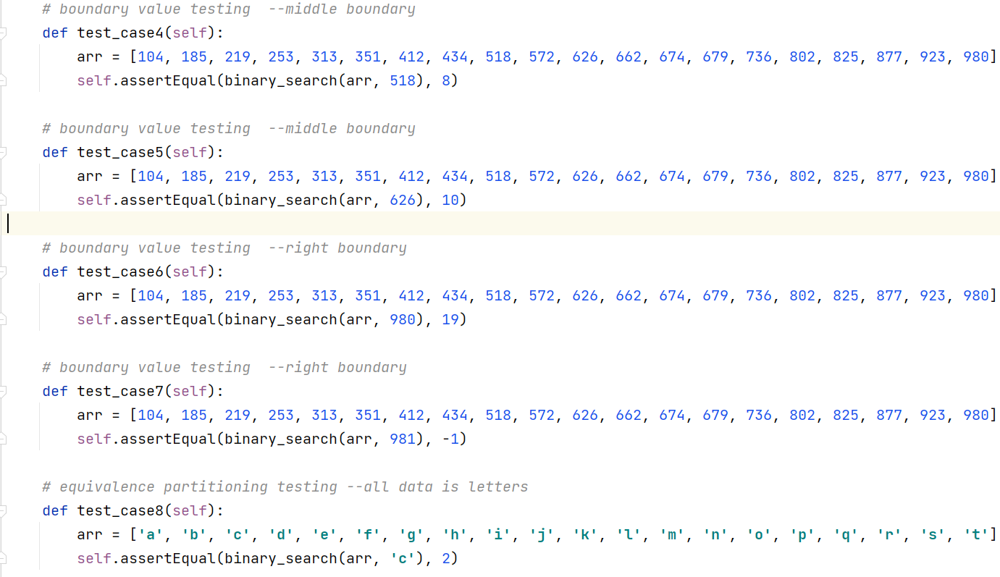 # boundary value testing  --middle boundary
def test_case4(self):
    arr = [104, 185, 219, 253, 313, 351, 412, 434, 518, 572, 626, 662, 674, 679, 736, 802, 825, 877, 923, 980]
    self.assertEqual(binary_search(arr, 518), 8)
# boundary value testing  --middle boundary
def test_case5(self):
    arr = [104, 185, 219, 253, 313, 351, 412, 434, 518, 572, 626, 662, 674, 679, 736, 802, 825, 877, 923, 980]
    self.assertEqual(binary_search(arr, 626), 10)
# boundary value testing  --right boundary
def test_case6(self):
    arr = [104, 185, 219, 253, 313, 351, 412, 434, 518, 572, 626, 662, 674, 679, 736, 802, 825, 877, 923, 980]
    self.assertEqual(binary_search(arr, 980), 19)
# boundary value testing  --right boundary
def test_case7(self):
    arr = [104, 185, 219, 253, 313, 351, 412, 434, 518, 572, 626, 662, 674, 679, 736, 802, 825, 877, 923, 980]
    self.assertEqual(binary_search(arr, 981), -1)
# equivalence partitioning testing --all data is letters
def test_case8(self):
    arr = ['a', 'b', 'c', 'd', 'e', 'f', 'g', 'h', 'i', 'j', 'k', 'l', 'm', 'n', 'o', 'p', 'q', 'r', 's', 't']
    self.assertEqual(binary_search(arr, 'c'), 2)